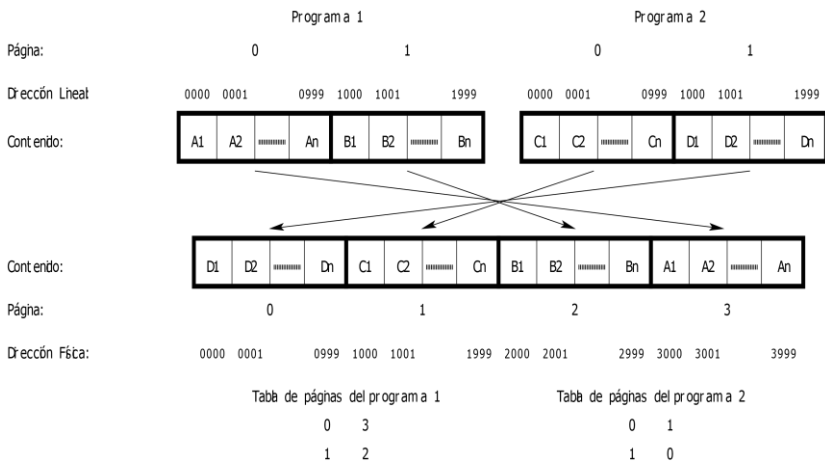 Programa 1 Programa 2
Página: 0 1 0 1
Dirección Lineal: 0000 0001 0999 1000 1001 1999 0000 0001 0999 1000 1001 1999
Contenido: A1 A2 An B1 B2 Bn C1 C2 Cn D1 D2 Dn
Contenido: D1 D2 Dn C1 C2 Cn B1 B2 Bn A1 A2 An
Página: 0 1 2 3
Dirección Física: 0000 0001 0999 1000 1001 1999 2000 2001 2999 3000 3001 3999
Tabla de páginas del programa 1 Tabla de páginas del programa 2
0 3 0 1
1 2 1 0